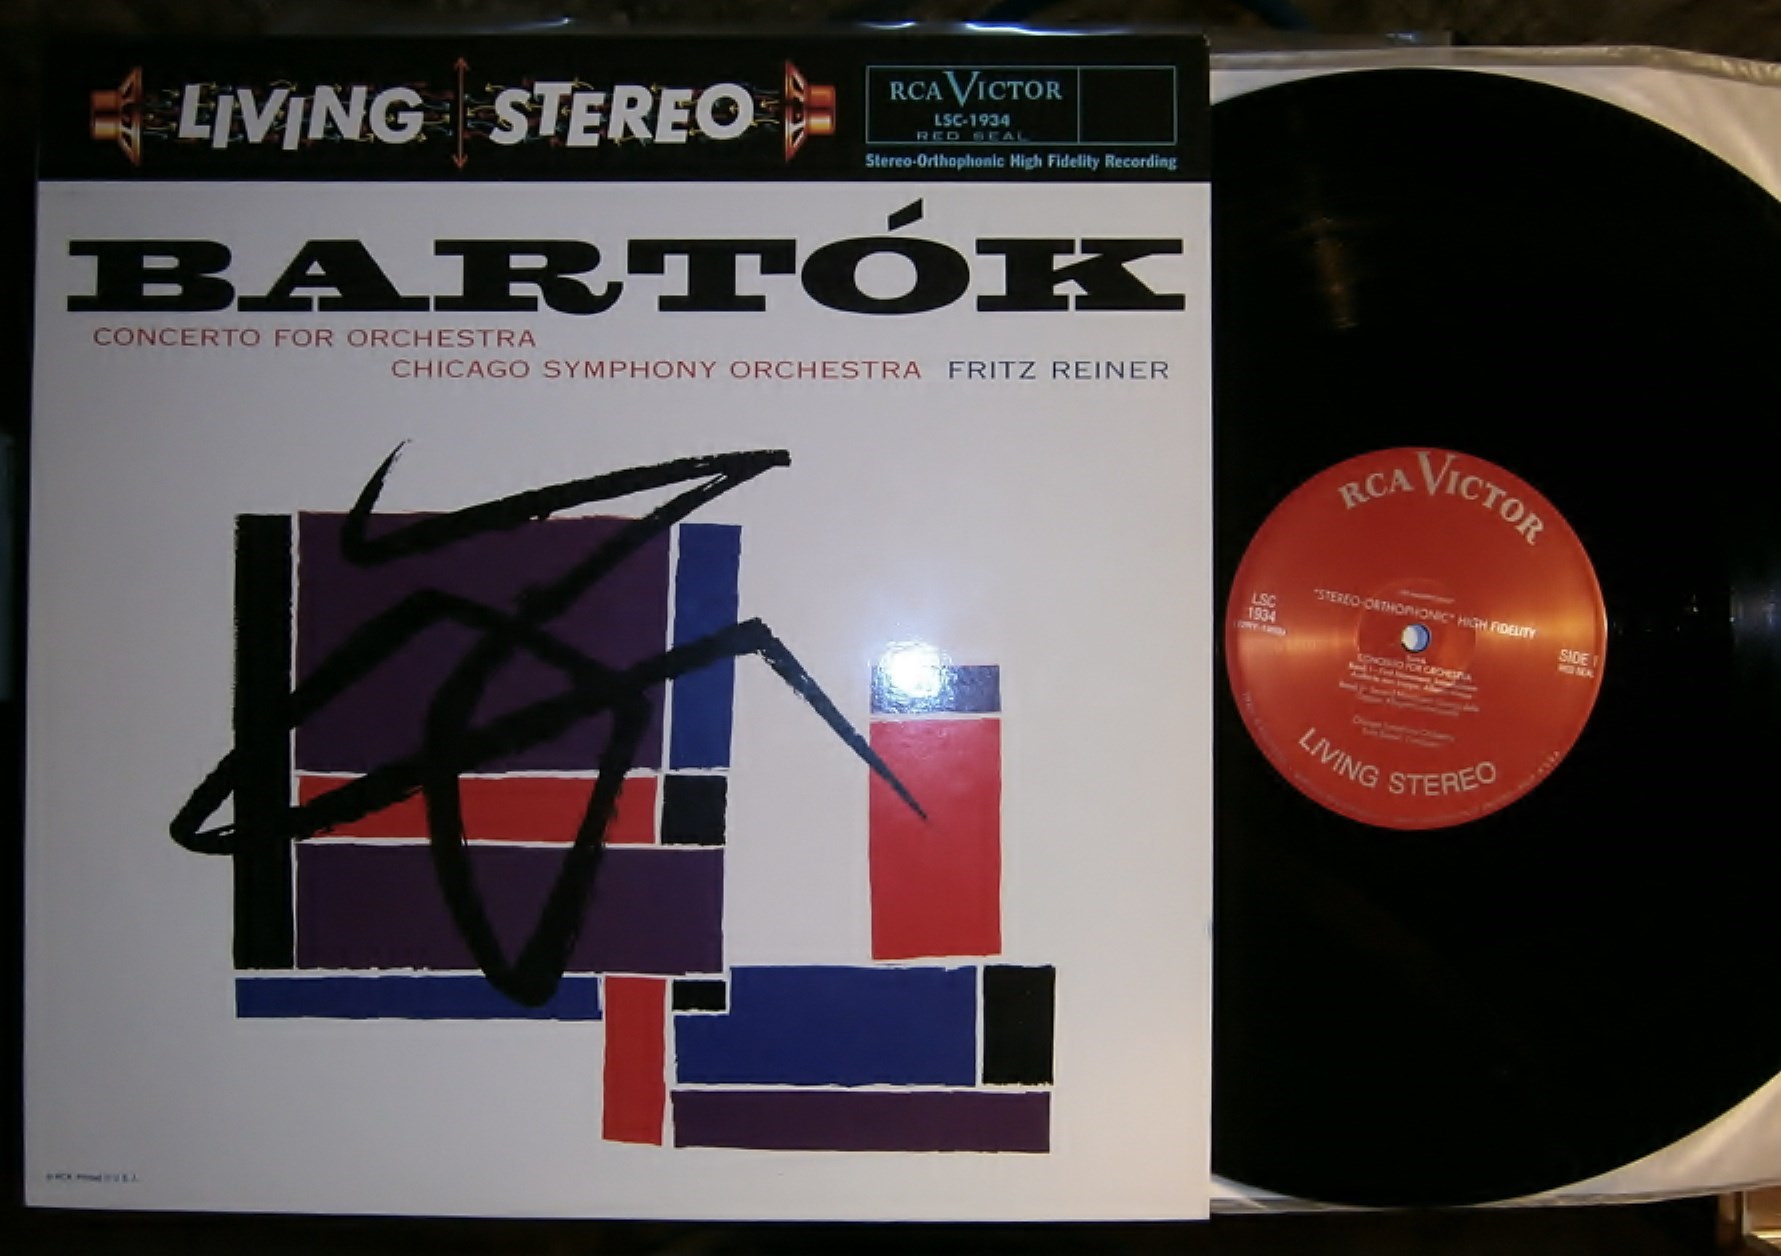 LIVING STEREO
RCA VICTOR
LSC-1934
RED SEAL
Stereo-Orthophonic High Fidelity Recording
BARTÓK
CONCERTO FOR ORCHESTRA
CHICAGO SYMPHONY ORCHESTRA FRITZ REINER
RCA VICTOR
"STEREO-ORTHOPHONIC" HIGH FIDELITY
LSC
1934
SIDE 1
RED SEAL
CONCERTO FOR ORCHESTRA
LIVING STEREO